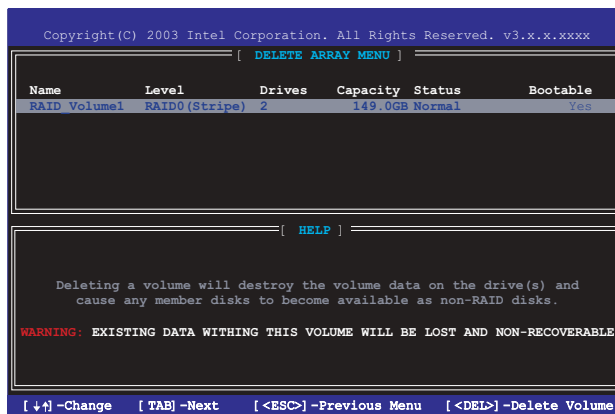 Copyright(C) 2003 Intel Corporation. All Rights Reserved. v3.x.x.xxxx
[ DELETE ARRAY MENU ]
Name Level Drives Capacity Status Bootable
RAID_Volume1 RAID0(Stripe) 2 149.0GB Normal Yes
[ HELP ]
Deleting a volume will destroy the volume data on the drive(s) and
cause any member disks to become available as non-RAID disks.
WARNING: EXISTING DATA WITHING THIS VOLUME WILL BE LOST AND NON-RECOVERABLE
[↓↑]-Change [TAB]-Next [<ESC>]-Previous Menu [<DEL>]-Delete Volume